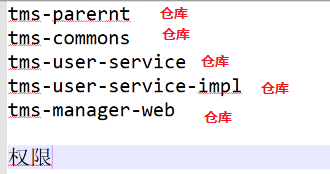 tms-parernt 仓库
tms-commons 仓库
tms-user-service 仓库
tms-user-service-impl 仓库
tms-manager-web 仓库
权限